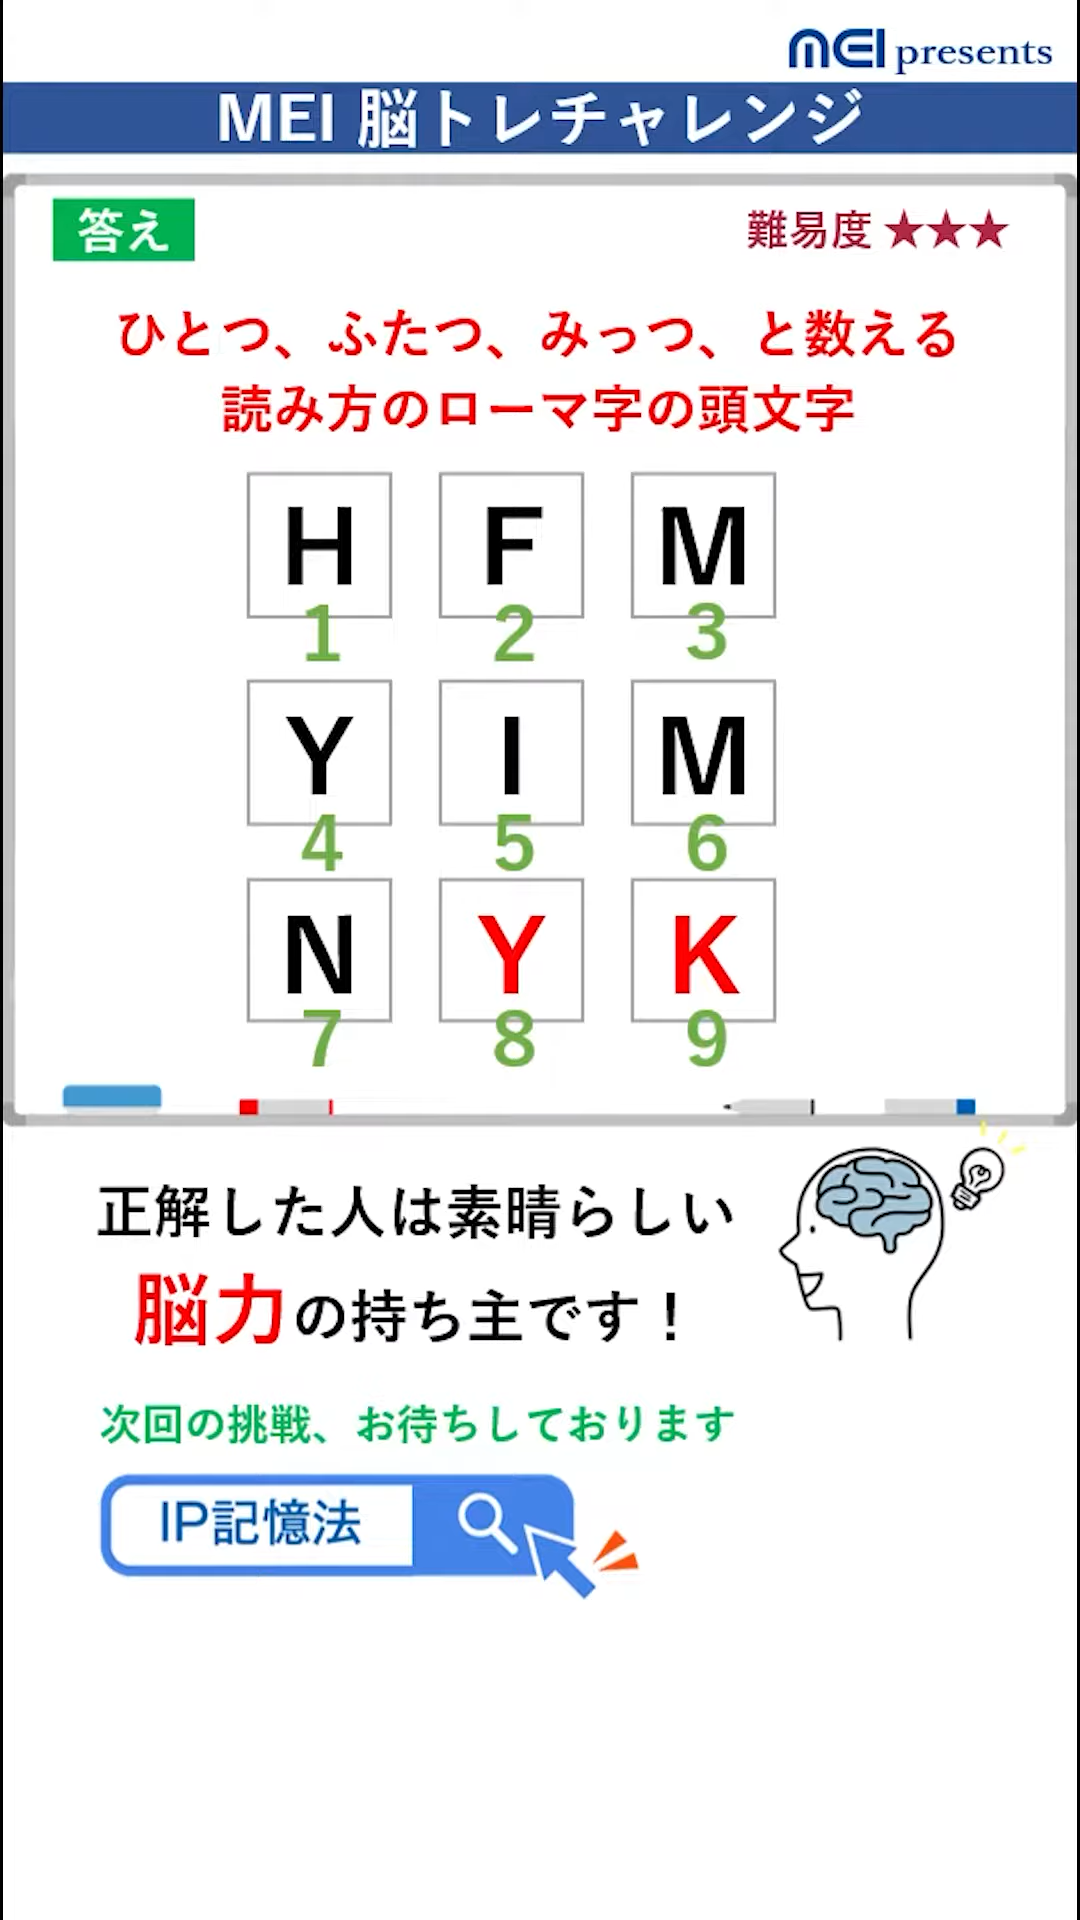 MEI presents
MEI 脳トレチャレンジ
答え
難易度 ★★★
ひとつ、ふたつ、みっつ、と数える
読み方のローマ字の頭文字
H F M
1 2 3
Y I M
4 5 6
N Y K
7 8 9
正解した人は素晴らしい
脳力の持ち主です！
次回の挑戦、お待ちしております
IP記憶法